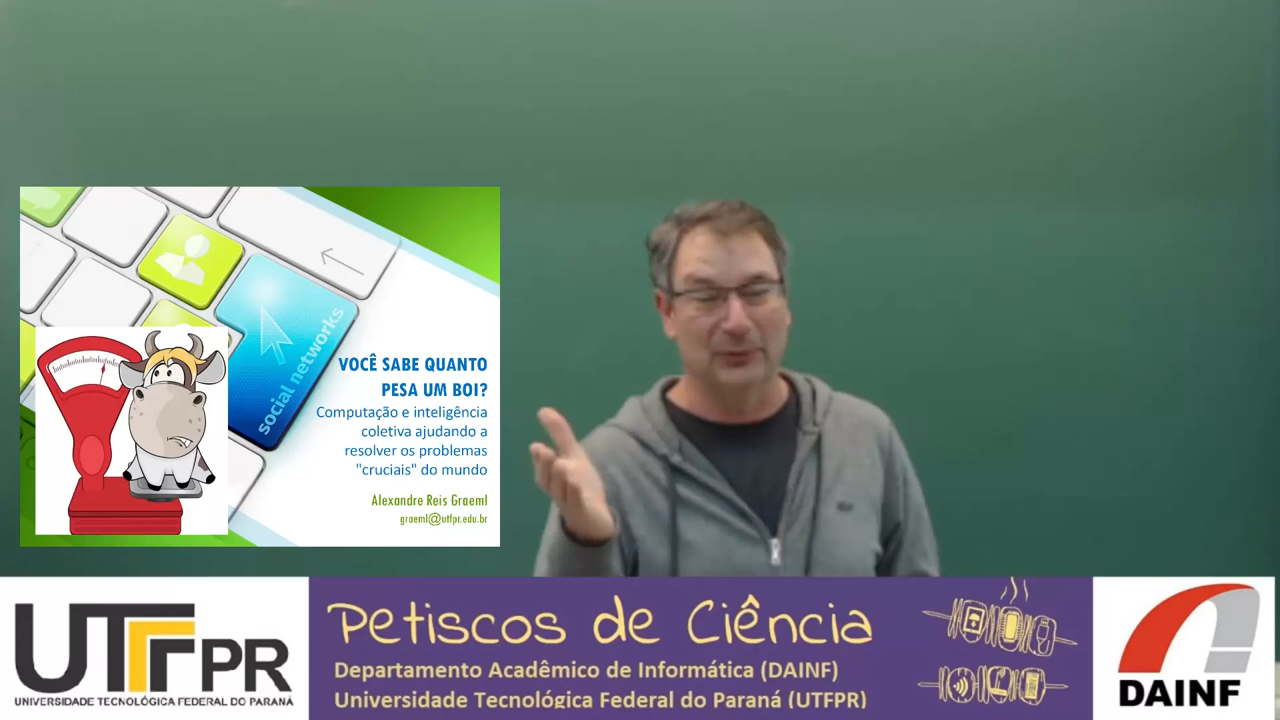 social networks
VOCÊ SABE QUANTO
PESA UM BOI?
Computação e inteligência
coletiva ajudando a
resolver os problemas
"cruciais" do mundo
Alexandre Reis Graeml
graeml@utfpr.edu.br
UTFPR
UNIVERSIDADE TECNOLÓGICA FEDERAL DO PARANÁ
Petiscos de Ciência
Departamento Acadêmico de Informática (DAINF)
Universidade Tecnológica Federal do Paraná (UTFPR)
DAINF